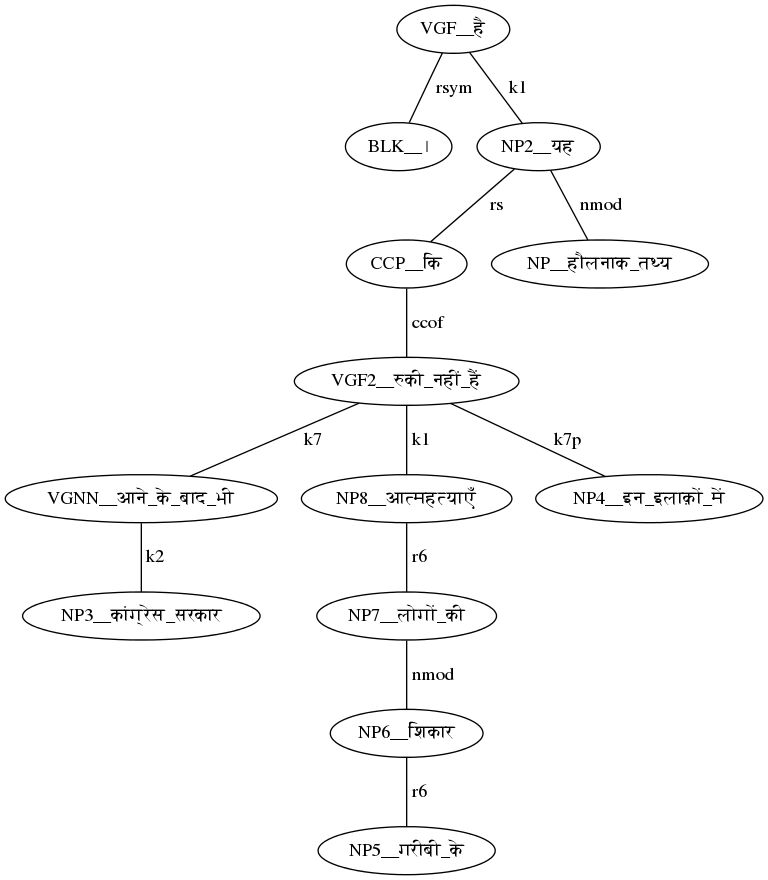 VGF__है
rsym
k1
BLK__।
NP2__यह
rs
nmod
CCP__कि
NP__हौलनाक_तथ्य
ccof
VGF2__रुकी_नहीं_हैं
k7
k1
k7p
VGNN__आने_के_बाद_भी
NP8__आत्महत्याएँ
NP4__इन_इलाक़ों_में
k2
r6
NP3__कांग्रेस_सरकार
NP7__लोगों_की
nmod
NP6__शिकार
r6
NP5__गरीबी_के